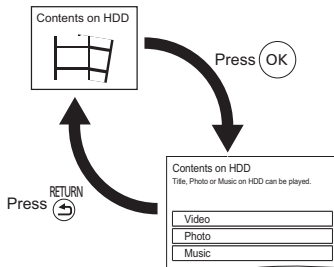 Contents on HDD
Press OK
Contents on HDD
Title, Photo or Music on HDD can be played.
Video
Photo
Music
RETURN
Press